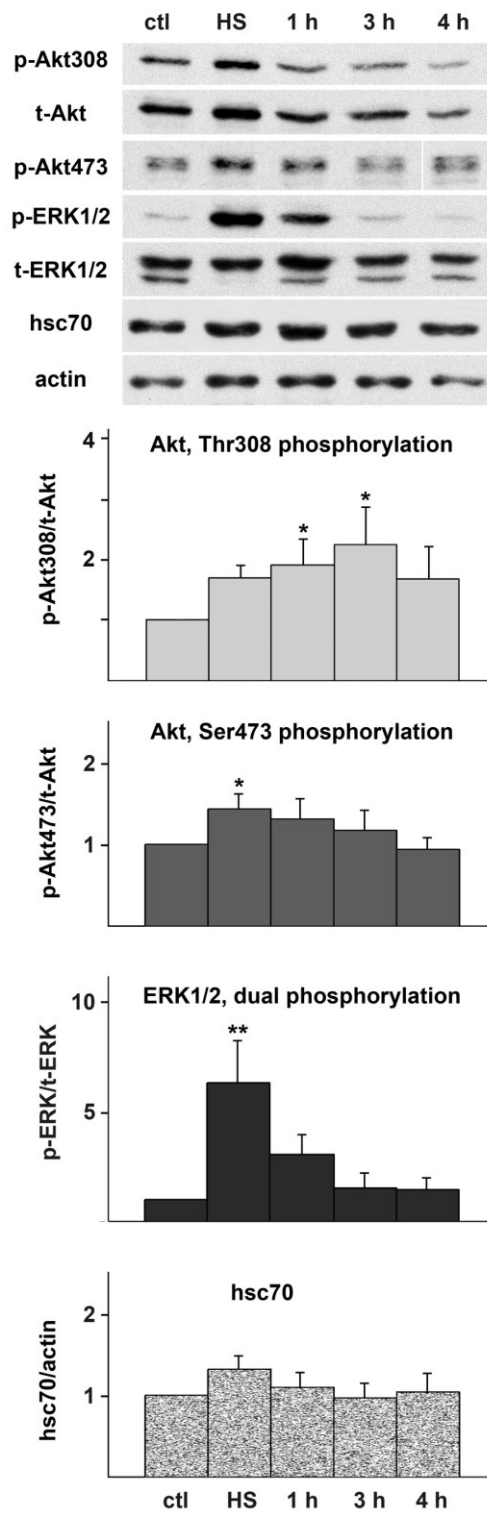 ctl HS 1 h 3 h 4 h
p-Akt308
t-Akt
p-Akt473
p-ERK1/2
t-ERK1/2
hsc70
actin
Akt, Thr308 phosphorylation
p-Akt308/t-Akt
4
2
*
*
Akt, Ser473 phosphorylation
p-Akt473/t-Akt
2
1
*
ERK1/2, dual phosphorylation
p-ERK/t-ERK
10
5
**
hsc70
hsc70/actin
2
1
ctl HS 1 h 3 h 4 h